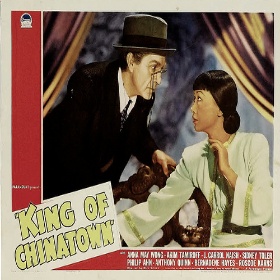 KING OF
CHINATOWN
ANNA MAY WONG · AKIM TAMIROFF · J. CARROL NAISH · SIDNEY TOLER
PHILIP AHN · ANTHONY QUINN · BERNADENE HAYES · ROSCOE KARNS